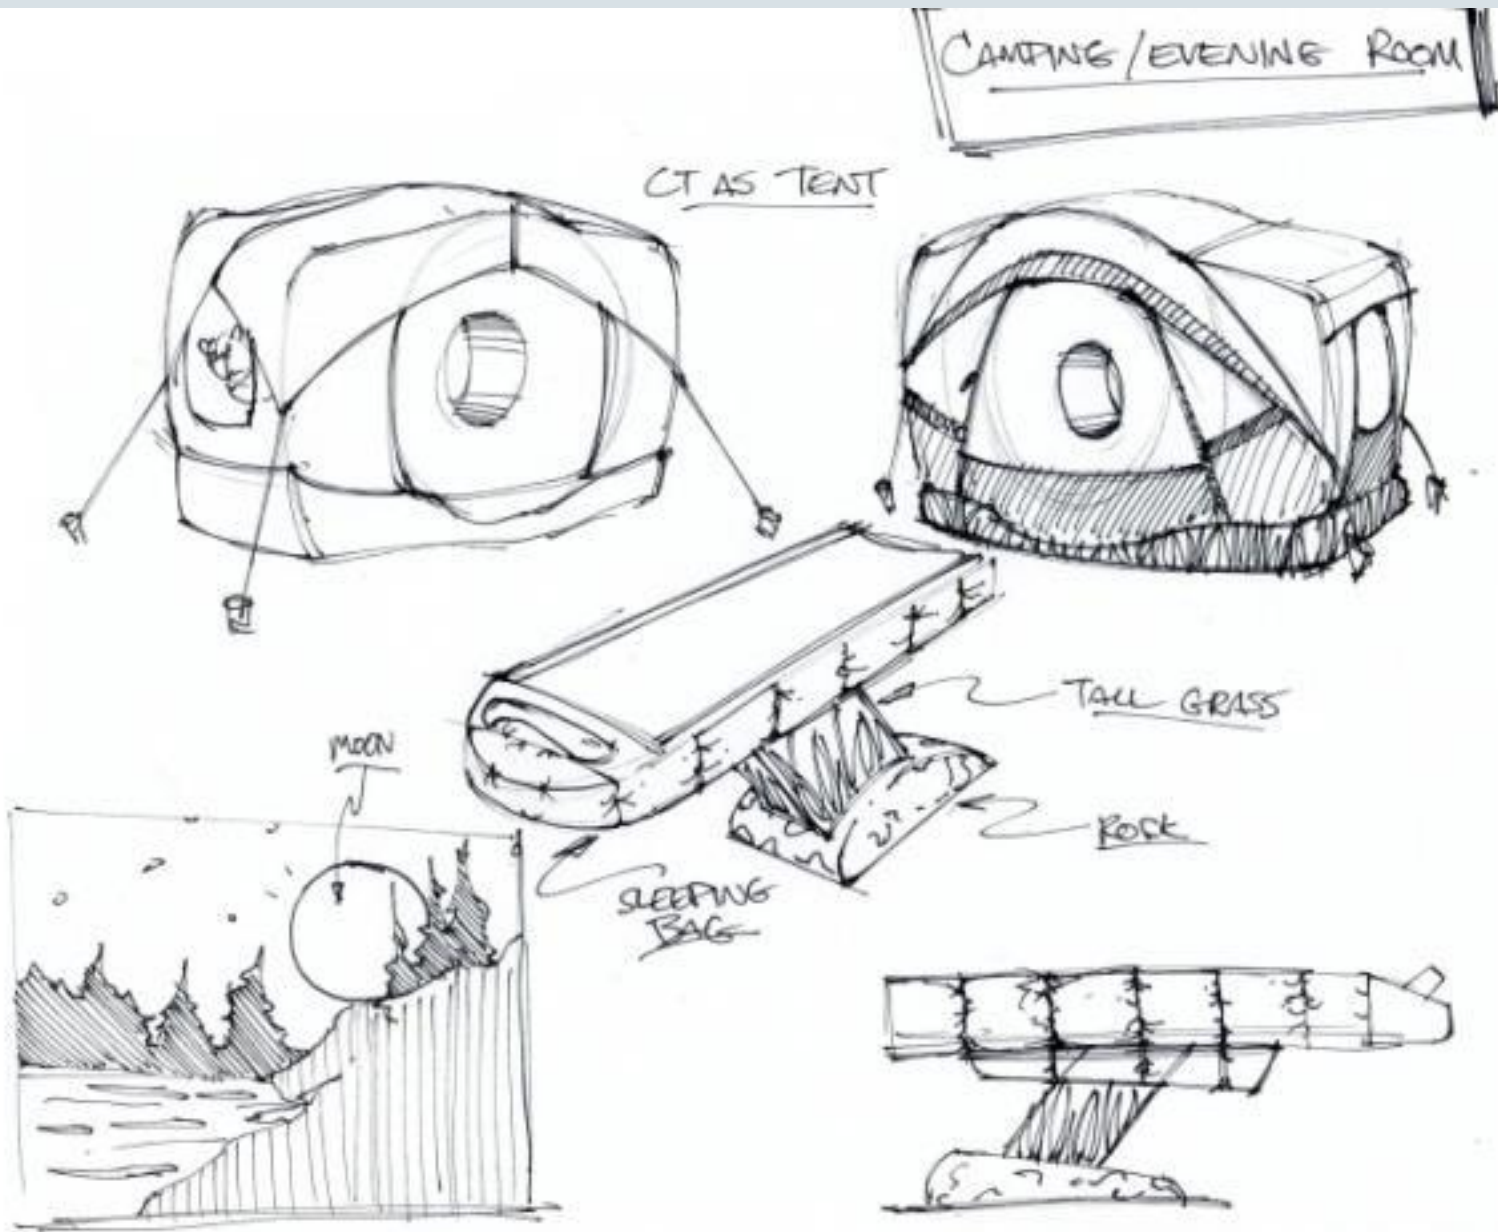 CAMPING/EVENING ROOM
CT AS TENT
TALL GRASS
MOON
ROCK
SLEEPING
BAG